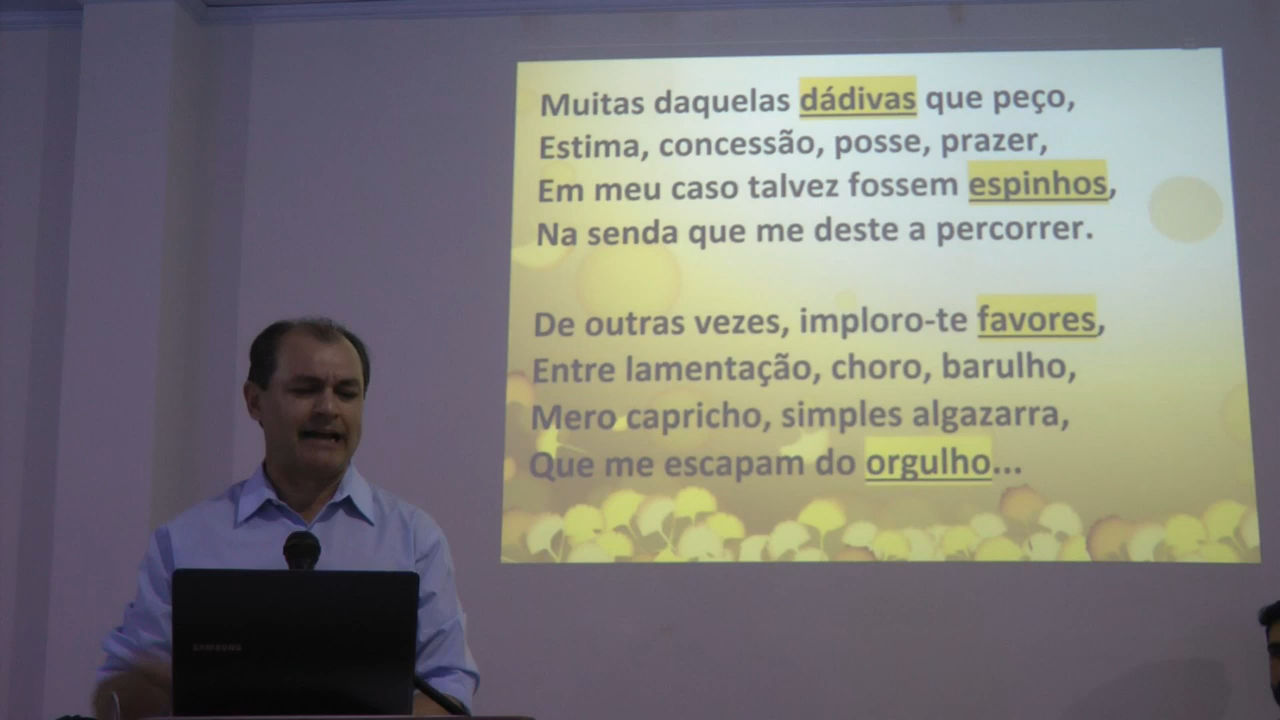 Muitas daquelas dádivas que peço,
Estima, concessão, posse, prazer,
Em meu caso talvez fossem espinhos,
Na senda que me deste a percorrer.
De outras vezes, imploro-te favores,
Entre lamentação, choro, barulho,
Mero capricho, simples algazarra,
Que me escapam do orgulho...
SAMSUNG